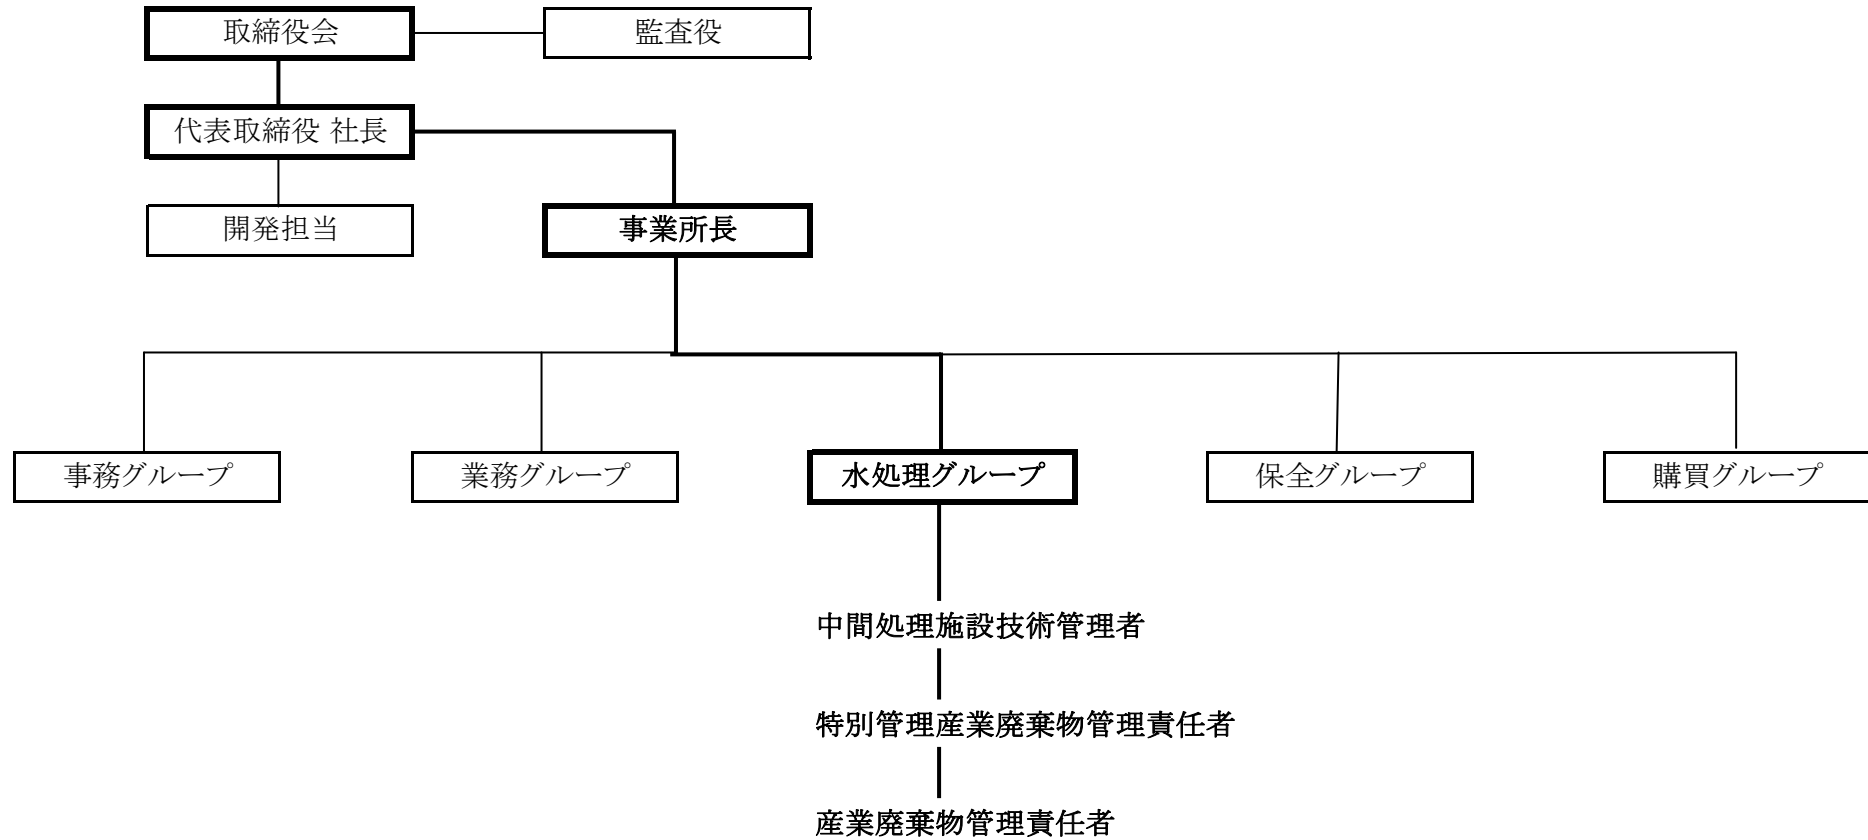 取締役会
監査役
代表取締役 社長
開発担当
事業所長
事務グループ
業務グループ
水処理グループ
保全グループ
購買グループ
中間処理施設技術管理者
特別管理産業廃棄物管理責任者
産業廃棄物管理責任者